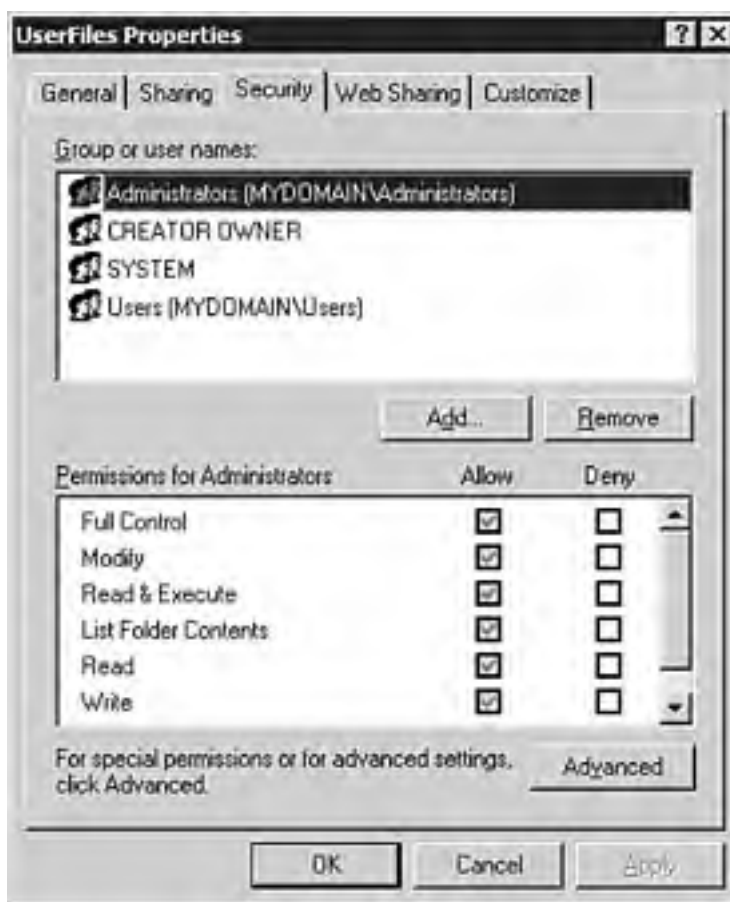 UserFiles Properties ? X
General Sharing Security Web Sharing Customize
Group or user names:
Administrators (MYDOMAIN\Administrators)
CREATOR OWNER
SYSTEM
Users (MYDOMAIN\Users)
Add... Remove
Permissions for Administrators Allow Deny
Full Control
Modify
Read & Execute
List Folder Contents
Read
Write
For special permissions or for advanced settings, Advanced
click Advanced.
OK Cancel Apply